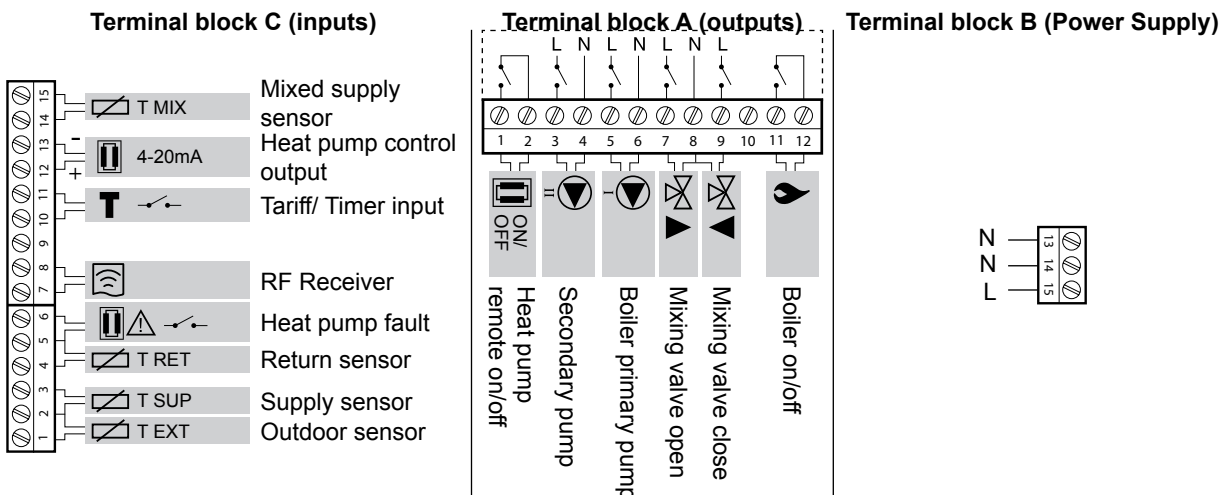 Terminal block C (inputs)
15
14
13
12
11
10
9
8
7
6
5
4
3
2
1
-
+
T MIX
Mixed supply
sensor
4-20mA
Heat pump control
output
T
Tariff/ Timer input
RF Receiver
Heat pump fault
T RET
Return sensor
T SUP
Supply sensor
T EXT
Outdoor sensor
Terminal block A (outputs)
L N L N L N L
1 2 3 4 5 6 7 8 9 10 11 12
ON/
OFF
II
I
Heat pump
remote on/off
Secondary pump
Boiler primary pump
Mixing valve open
Mixing valve close
Boiler on/off
Terminal block B (Power Supply)
N 13
N 14
L 15